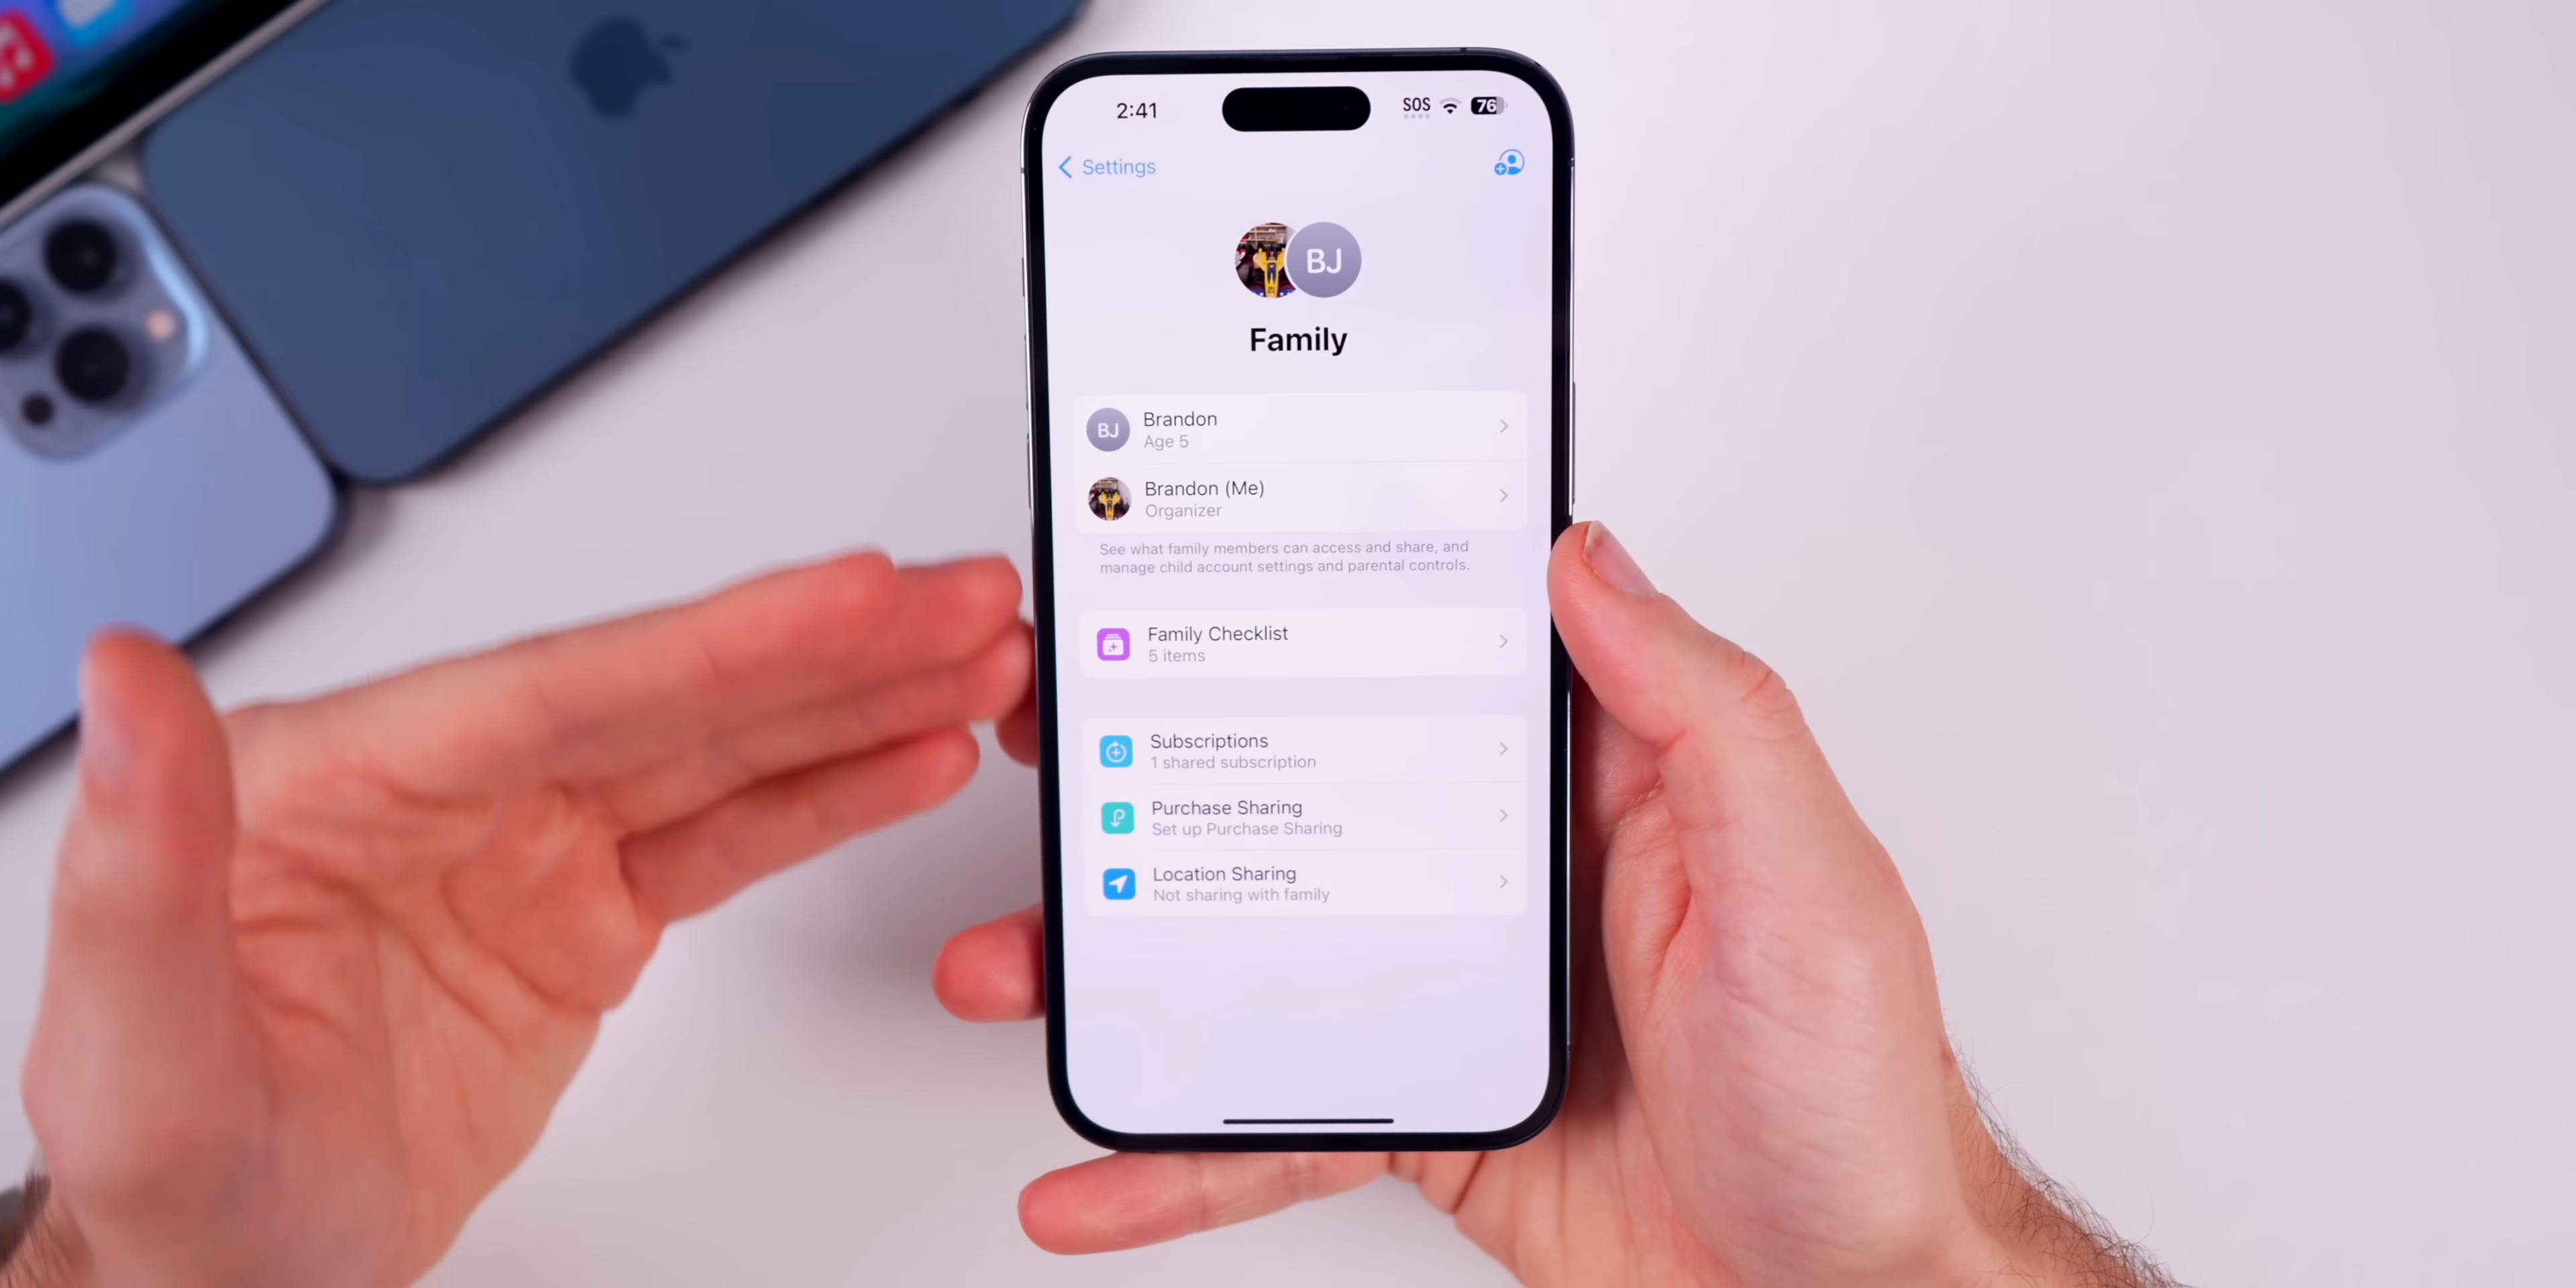 2:41
SOS
76
Settings
BJ
Family
BJ
Brandon
Age 5
Brandon (Me)
Organizer
See what family members can access and share, and
manage child account settings and parental controls.
Family Checklist
5 items
Subscriptions
1 shared subscription
Purchase Sharing
Set up Purchase Sharing
Location Sharing
Not sharing with family